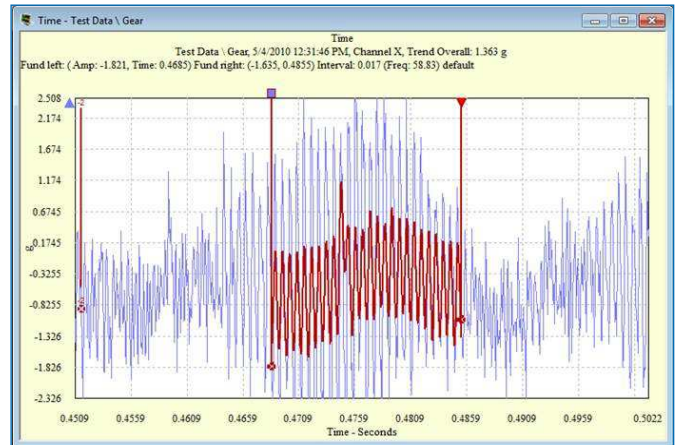 Time - Test Data \ Gear
Time
Test Data \ Gear, 5/4/2010 12:31:46 PM, Channel X, Trend Overall: 1.363 g
Fund left: ( Amp: -1.821, Time: 0.4685) Fund right: (-1.635, 0.4855) Interval: 0.017 (Freq: 58.83) default
2.508
2.174
1.674
1.174
0.6745
0.1745
g
-0.3255
-0.8255
-1.326
-1.826
-2.326
0.4509 0.4559 0.4609 0.4659 0.4709 0.4759 0.4809 0.4859 0.4909 0.4959 0.5022
Time - Seconds